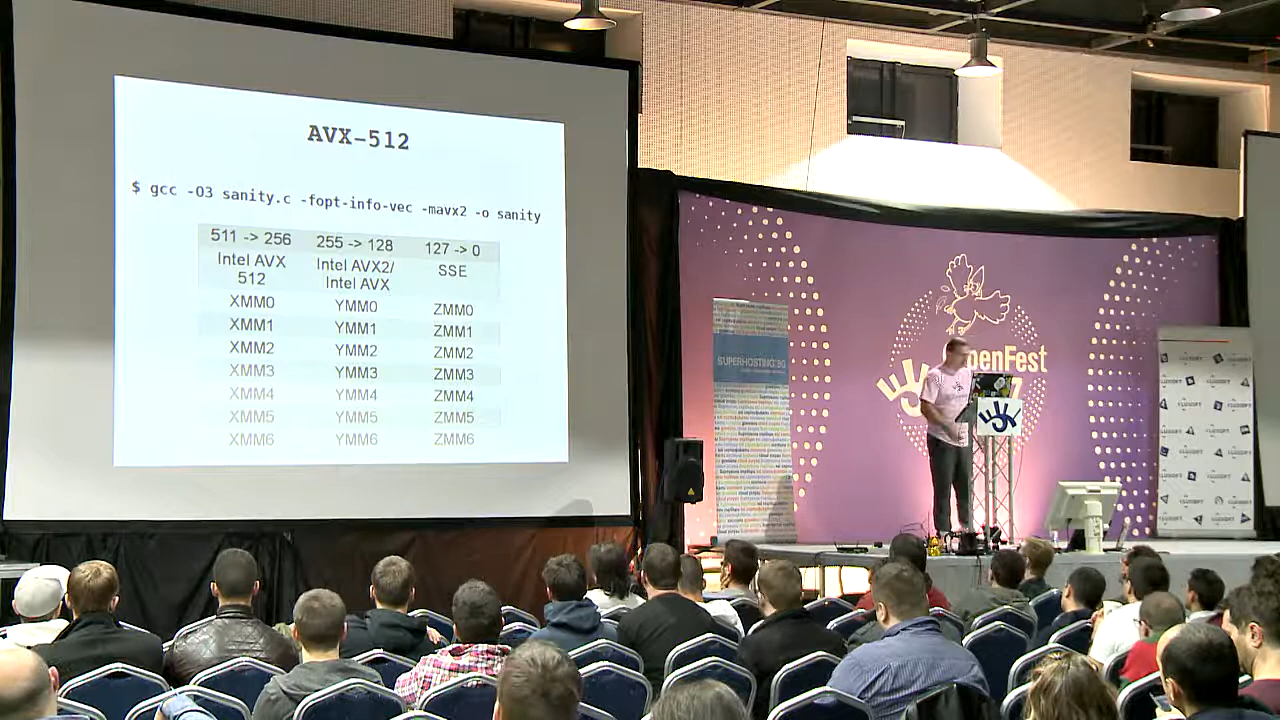 AVX-512
$ gcc -O3 sanity.c -fopt-info-vec -mavx2 -o sanity
511 -> 256 255 -> 128 127 -> 0
Intel AVX 512 Intel AVX2/ Intel AVX SSE
XMM0 YMM0 ZMM0
XMM1 YMM1 ZMM1
XMM2 YMM2 ZMM2
XMM3 YMM3 ZMM3
XMM4 YMM4 ZMM4
XMM5 YMM5 ZMM5
XMM6 YMM6 ZMM6
SUPERHOSTING.BG
penFest
7